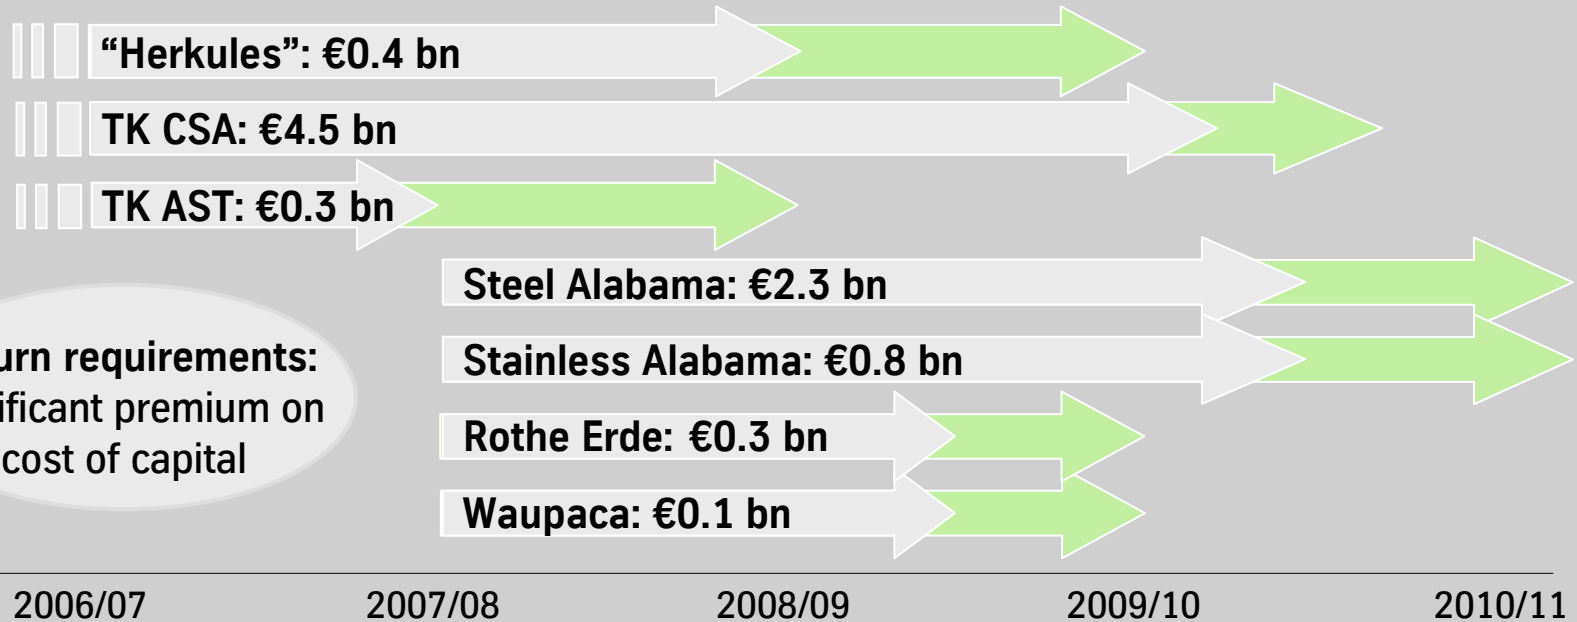 “Herkules”: €0.4 bn
TK CSA: €4.5 bn
TK AST: €0.3 bn
Steel Alabama: €2.3 bn
Stainless Alabama: €0.8 bn
Rothe Erde: €0.3 bn
Waupaca: €0.1 bn
requirements:
premium on
cost of capital
2006/07 2007/08 2008/09 2009/10 2010/11